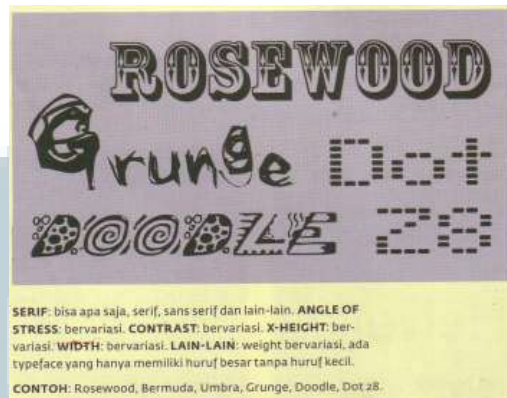 ROSEWOOD
Grunge Dot
DOODLE 28
SERIF: bisa apa saja, serif, sans serif dan lain-lain. ANGLE OF
STRESS: bervariasi. CONTRAST: bervariasi. X-HEIGHT: ber-
variasi. WIDTH: bervariasi. LAIN-LAIN: weight bervariasi, ada
typeface yang hanya memiliki huruf besar tanpa huruf kecil.
CONTOH: Rosewood, Bermuda, Umbra, Grunge, Doodle, Dot 28.